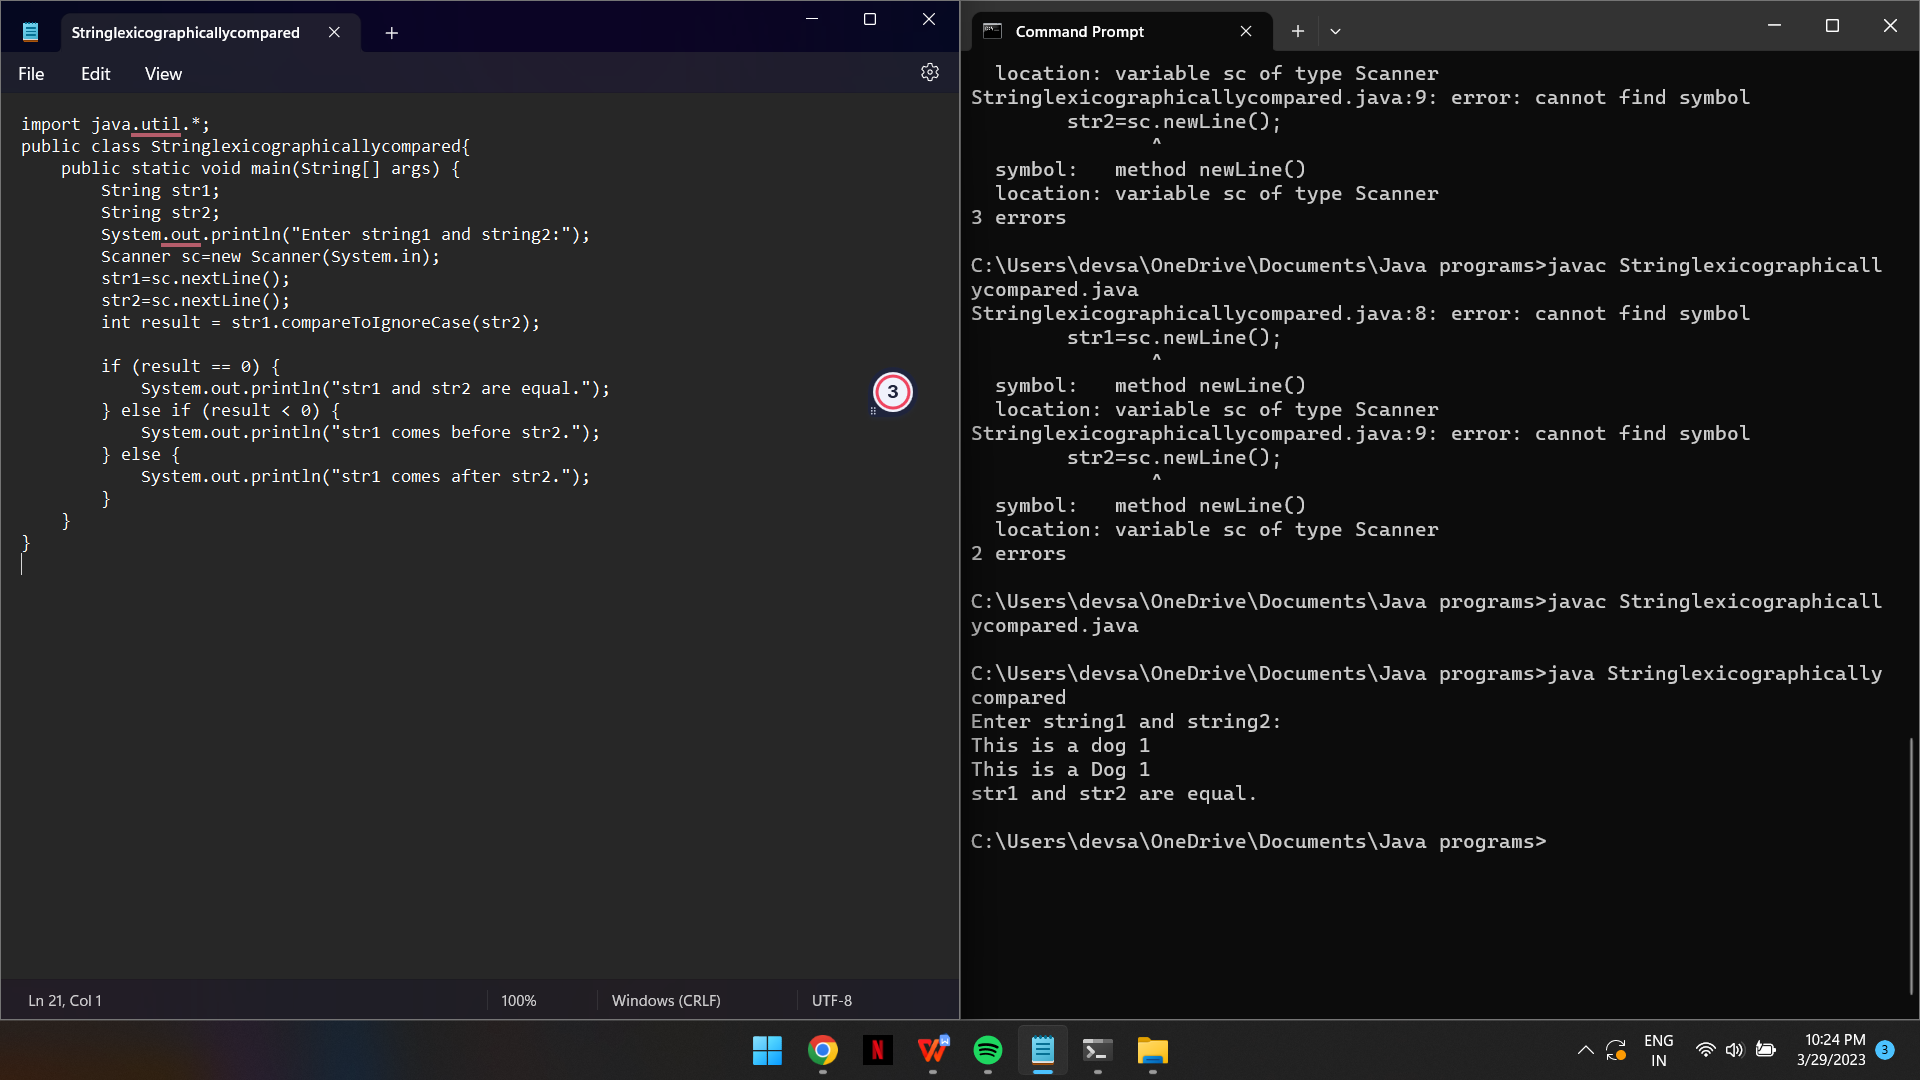 Stringlexicographicallycompared
File Edit View
import java.util.*;
public class Stringlexicographicallycompared{
    public static void main(String[] args) {
        String str1;
        String str2;
        System.out.println("Enter string1 and string2:");
        Scanner sc=new Scanner(System.in);
        str1=sc.nextLine();
        str2=sc.nextLine();
        int result = str1.compareToIgnoreCase(str2);
        if (result == 0) {
            System.out.println("str1 and str2 are equal.");
        } else if (result < 0) {
            System.out.println("str1 comes before str2.");
        } else {
            System.out.println("str1 comes after str2.");
        }
    }
}
3
Ln 21, Col 1 100% Windows (CRLF) UTF-8
Command Prompt
  location: variable sc of type Scanner
Stringlexicographicallycompared.java:9: error: cannot find symbol
        str2=sc.newLine();
               ^
  symbol:   method newLine()
  location: variable sc of type Scanner
3 errors
C:\Users\devsa\OneDrive\Documents\Java programs>javac Stringlexicographicall
ycompared.java
Stringlexicographicallycompared.java:8: error: cannot find symbol
        str1=sc.newLine();
               ^
  symbol:   method newLine()
  location: variable sc of type Scanner
Stringlexicographicallycompared.java:9: error: cannot find symbol
        str2=sc.newLine();
               ^
  symbol:   method newLine()
  location: variable sc of type Scanner
2 errors
C:\Users\devsa\OneDrive\Documents\Java programs>javac Stringlexicographicall
ycompared.java
C:\Users\devsa\OneDrive\Documents\Java programs>java Stringlexicographically
compared
Enter string1 and string2:
This is a dog 1
This is a Dog 1
str1 and str2 are equal.
C:\Users\devsa\OneDrive\Documents\Java programs>
ENG
IN
10:24 PM
3/29/2023
3